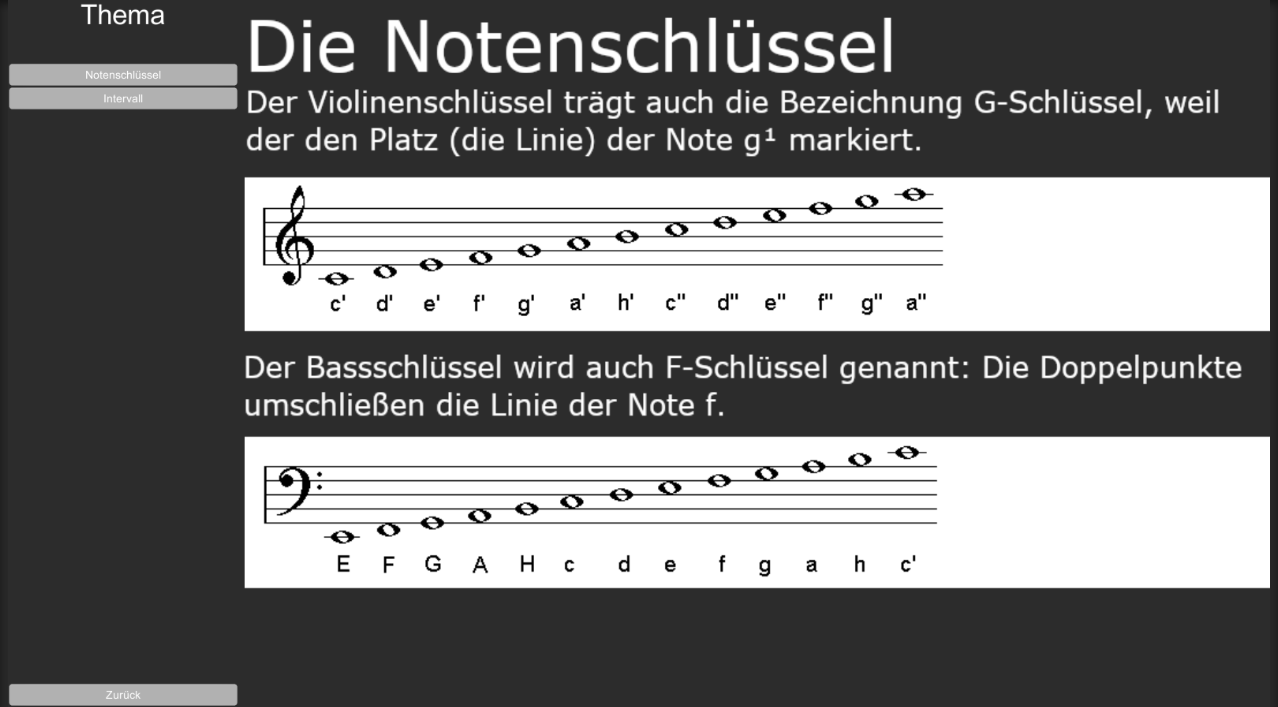 Thema
Notenschlüssel
Intervall
Zurück
Die Notenschlüssel
Der Violinenschlüssel trägt auch die Bezeichnung G-Schlüssel, weil
der den Platz (die Linie) der Note g¹ markiert.
c' d' e' f' g' a' h' c" d" e" f" g" a"
Der Bassschlüssel wird auch F-Schlüssel genannt: Die Doppelpunkte
umschließen die Linie der Note f.
E F G A H c d e f g a h c'